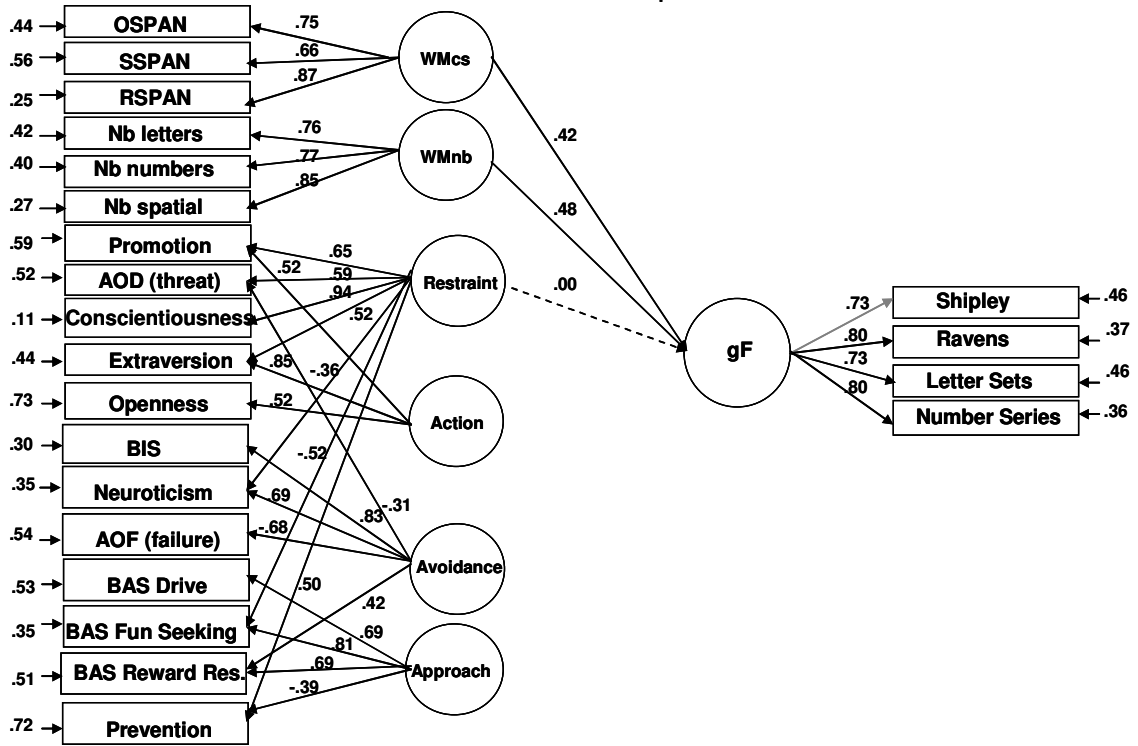 .44 OSPAN .75
.56 SSPAN .66 WMcs
.25 RSPAN .87
.42 Nb letters .76 .42
.40 Nb numbers .77 WMnb
.27 Nb spatial .85 .48
.59 Promotion .65
.52 AOD (threat) .52 .59 Restraint .00
.11 Conscientiousness .94 .73 Shipley .46
.52
.80 Ravens .37
.44 Extraversion .85 -.36 gF .73 Letter Sets .46
.80 Number Series .36
.73 Openness .52 Action
.30 BIS -.52
.35 Neuroticism .69 -.31
.83
.54 AOF (failure) -.68
.53 BAS Drive .50 Avoidance
.42
.35 BAS Fun Seeking .69
.81
.51 BAS Reward Res. .69 Approach
-.39
.72 Prevention